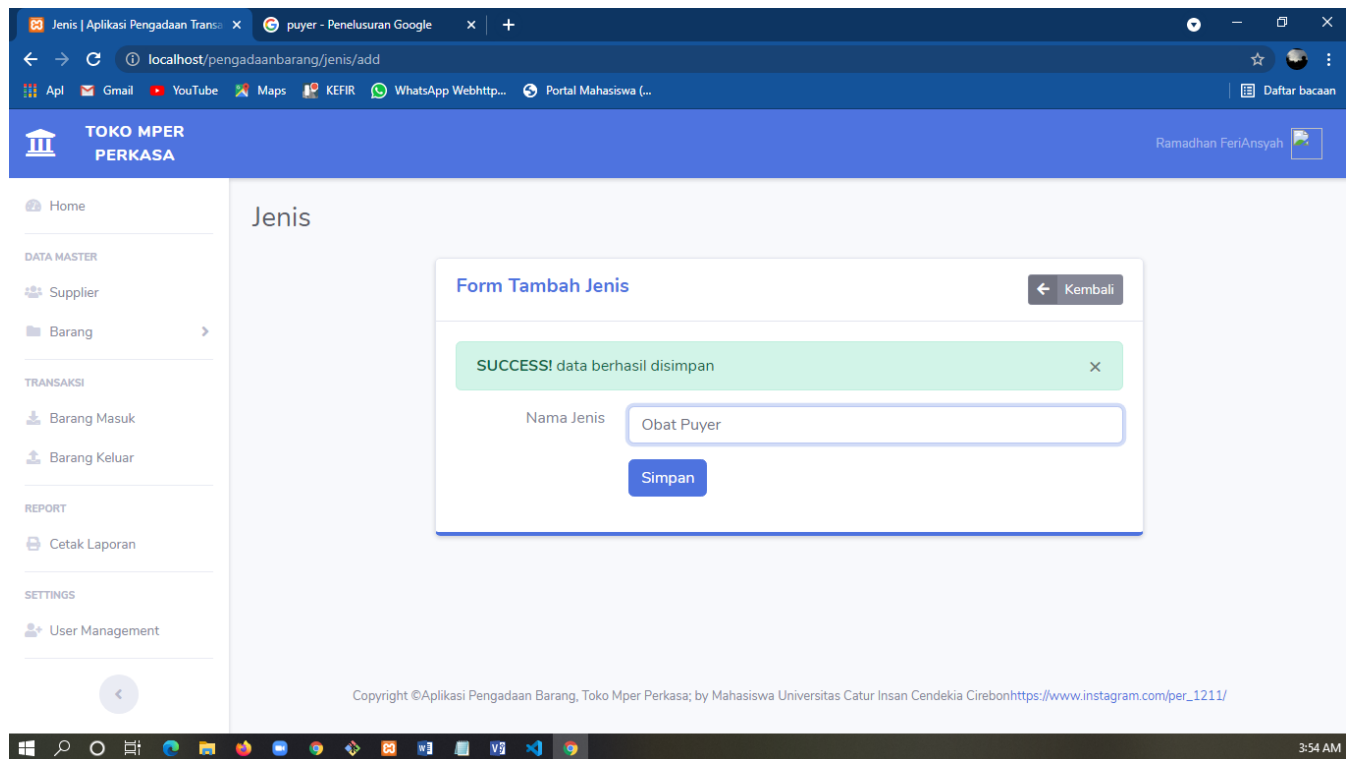 Jenis | Aplikasi Pengadaan Transa
puyer - Penelusuran Google
localhost/pengadaanbarang/jenis/add
Apl Gmail YouTube Maps KEFIR WhatsApp Webhttp... Portal Mahasiswa (... Daftar bacaan
TOKO MPER
PERKASA
Ramadhan FeriAnsyah
Home
DATA MASTER
Supplier
Barang
TRANSAKSI
Barang Masuk
Barang Keluar
REPORT
Cetak Laporan
SETTINGS
User Management
Jenis
Form Tambah Jenis
Kembali
SUCCESS! data berhasil disimpan
Nama Jenis
Obat Puyer
Simpan
Copyright ©Aplikasi Pengadaan Barang, Toko Mper Perkasa; by Mahasiswa Universitas Catur Insan Cendekia Cirebonhttps://www.instagram.com/per_1211/
3:54 AM